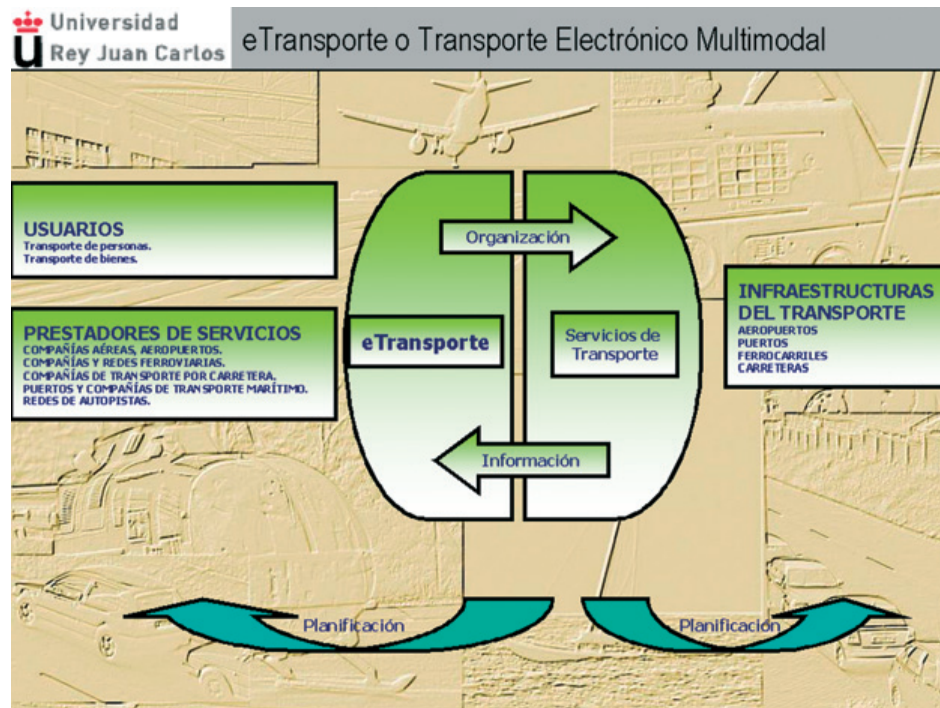 Universidad
Rey Juan Carlos
eTransporte o Transporte Electrónico Multimodal
USUARIOS
Transporte de personas.
Transporte de bienes.
PRESTADORES DE SERVICIOS
COMPAÑÍAS AÉREAS, AEROPUERTOS.
COMPAÑÍAS Y REDES FERROVIARIAS.
COMPAÑÍAS DE TRANSPORTE POR CARRETERA.
PUERTOS Y COMPAÑÍAS DE TRANSPORTE MARÍTIMO.
REDES DE AUTOPISTAS.
Organización
eTransporte
Servicios de
Transporte
Información
INFRAESTRUCTURAS
DEL TRANSPORTE
AEROPUERTOS
PUERTOS
FERROCARRILES
CARRETERAS
Planificación
Planificación